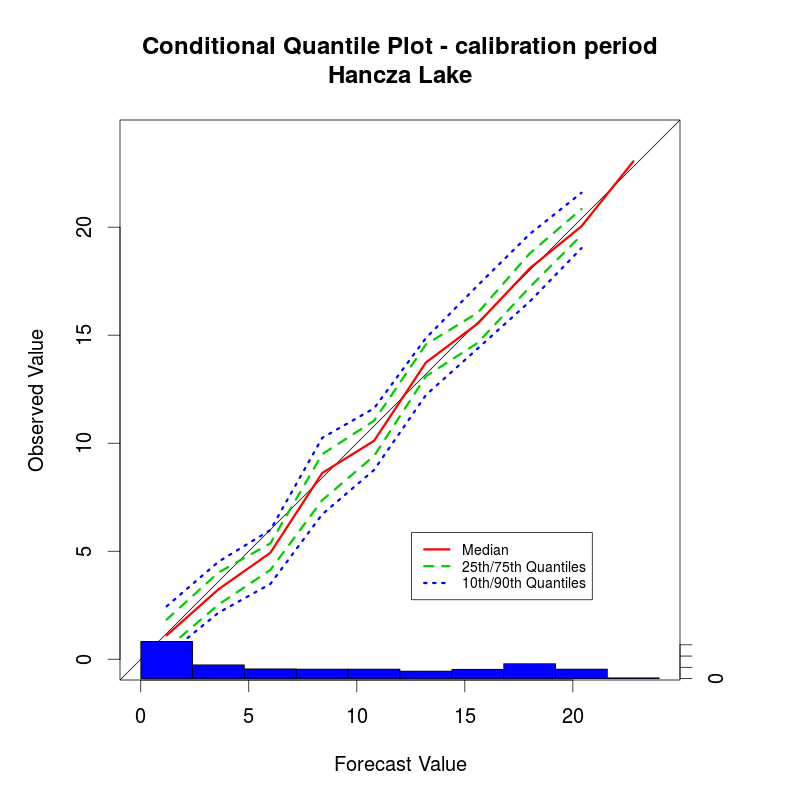 Conditional Quantile Plot - calibration period
Hancza Lake
Observed Value
20
15
10
5
0
Median
25th/75th Quantiles
10th/90th Quantiles
0
0 5 10 15 20
Forecast Value